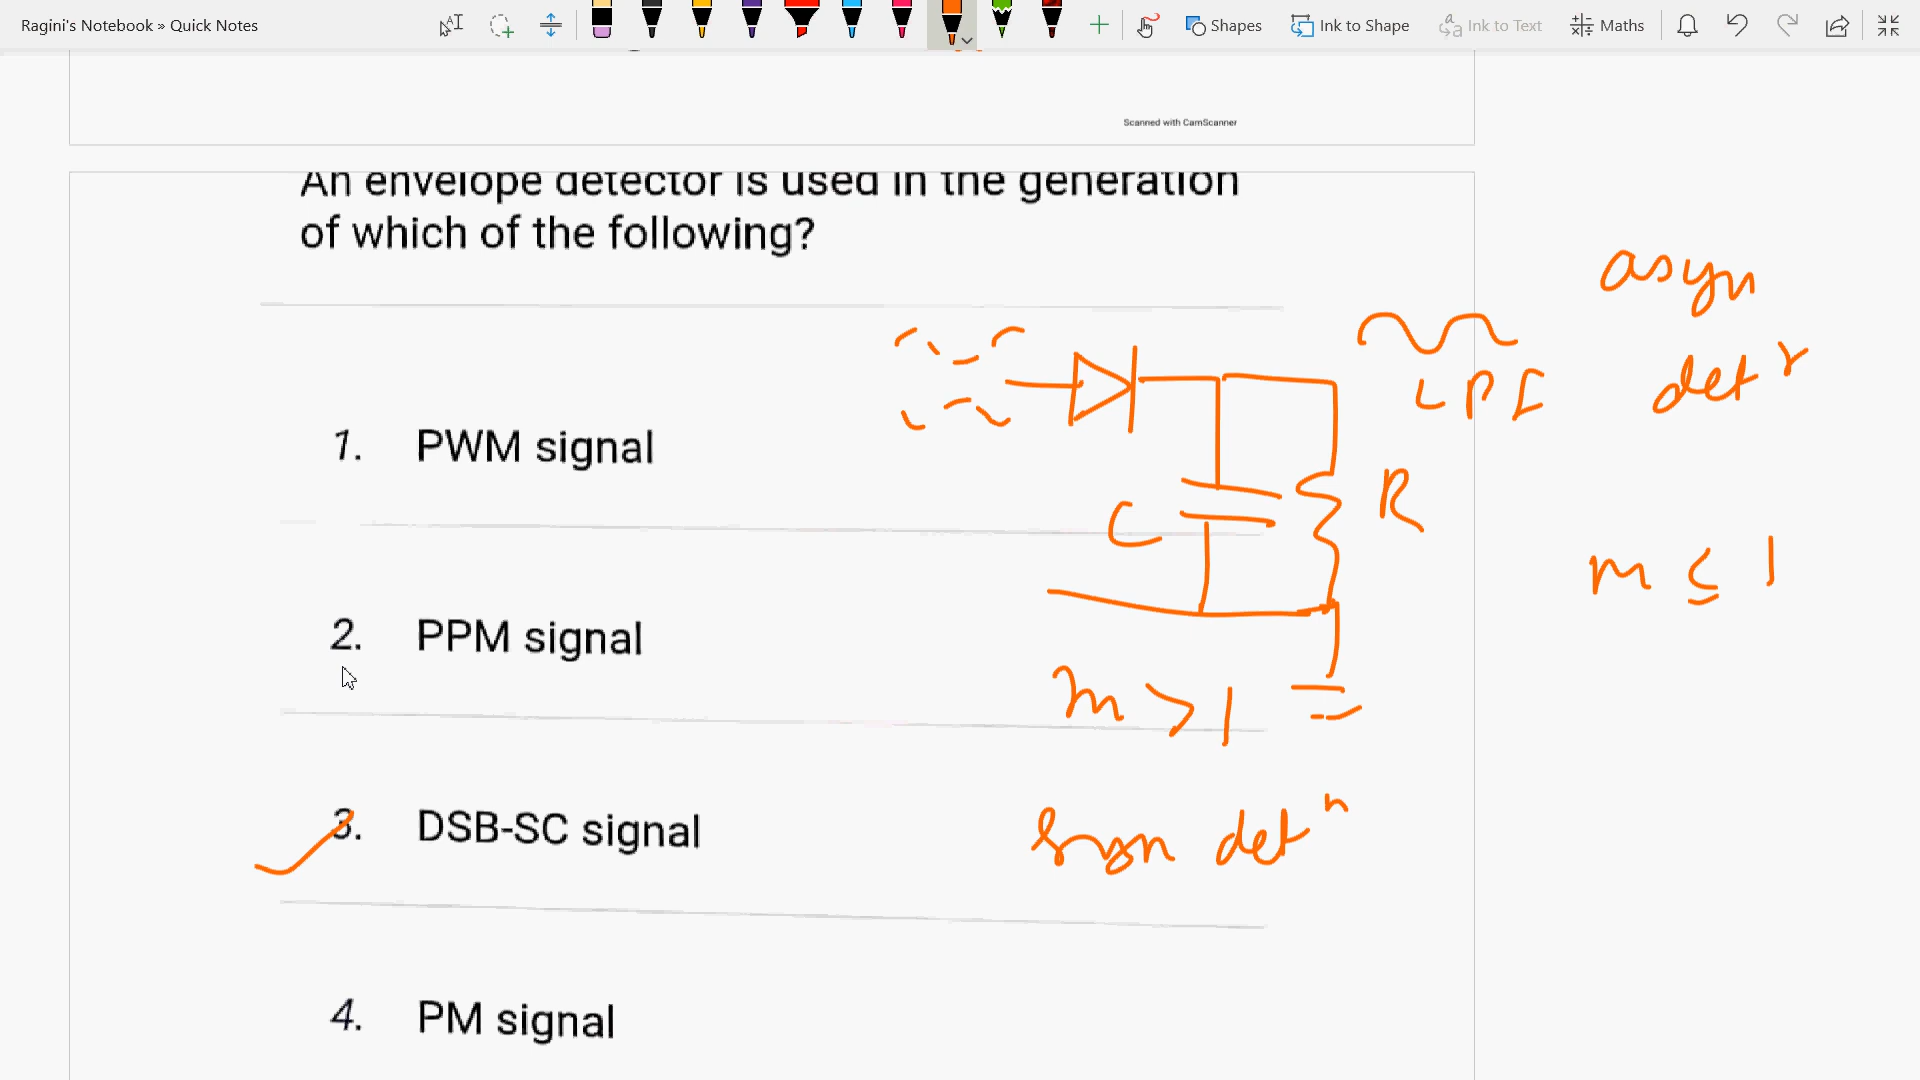 Ragini's Notebook » Quick Notes
Shapes
Ink to Shape
Ink to Text
Maths
Scanned with CamScanner
An envelope detector is used in the generation
of which of the following?
asyn
det r
LPF
1. PWM signal
C
R
m ≤ 1
2. PPM signal
m > 1
3. DSB-SC signal
syn det n
4. PM signal